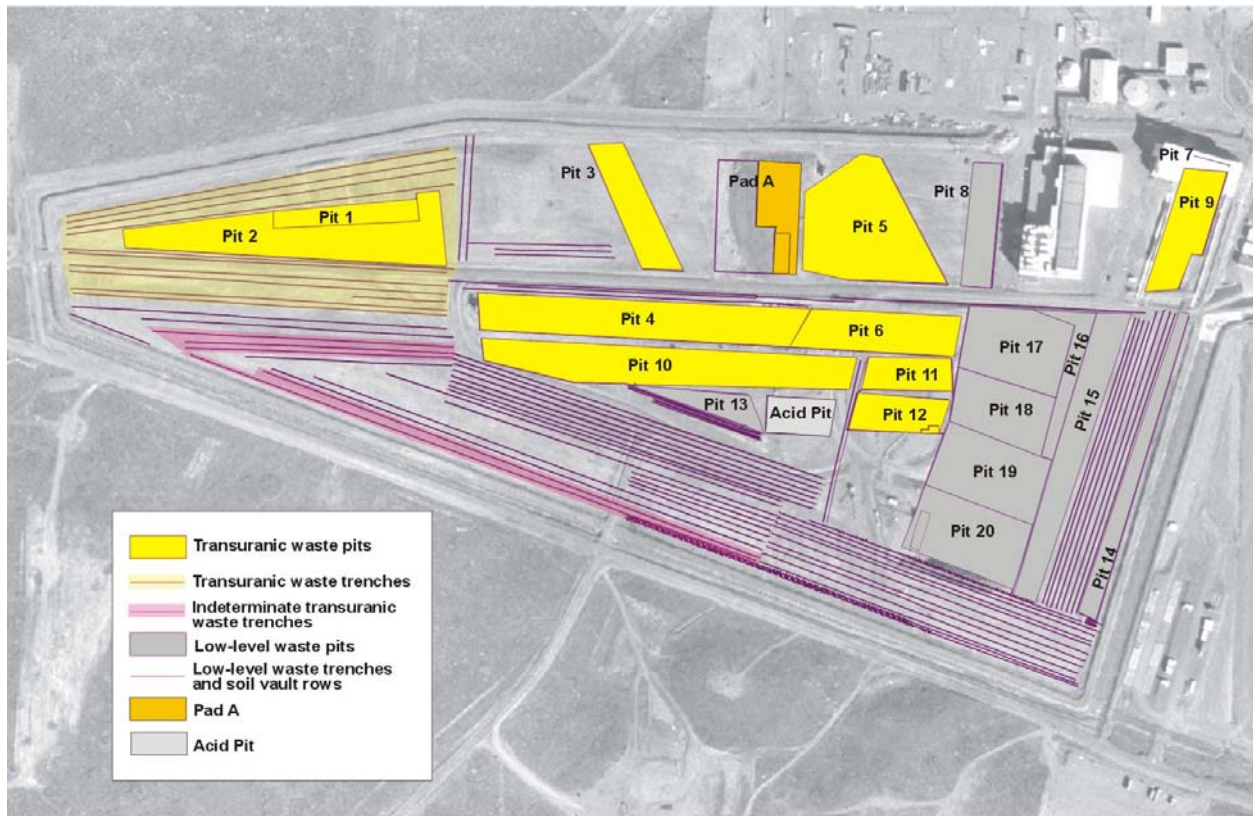 Pit 7
Pit 3
Pad A
Pit 8
Pit 9
Pit 1
Pit 5
Pit 2
Pit 4
Pit 6
Pit 17
Pit 16
Pit 10
Pit 11
Pit 15
Pit 13
Acid Pit
Pit 12
Pit 18
Pit 19
Pit 20
Pit 14
Transuranic waste pits
Transuranic waste trenches
Indeterminate transuranic
waste trenches
Low-level waste pits
Low-level waste trenches
and soil vault rows
Pad A
Acid Pit